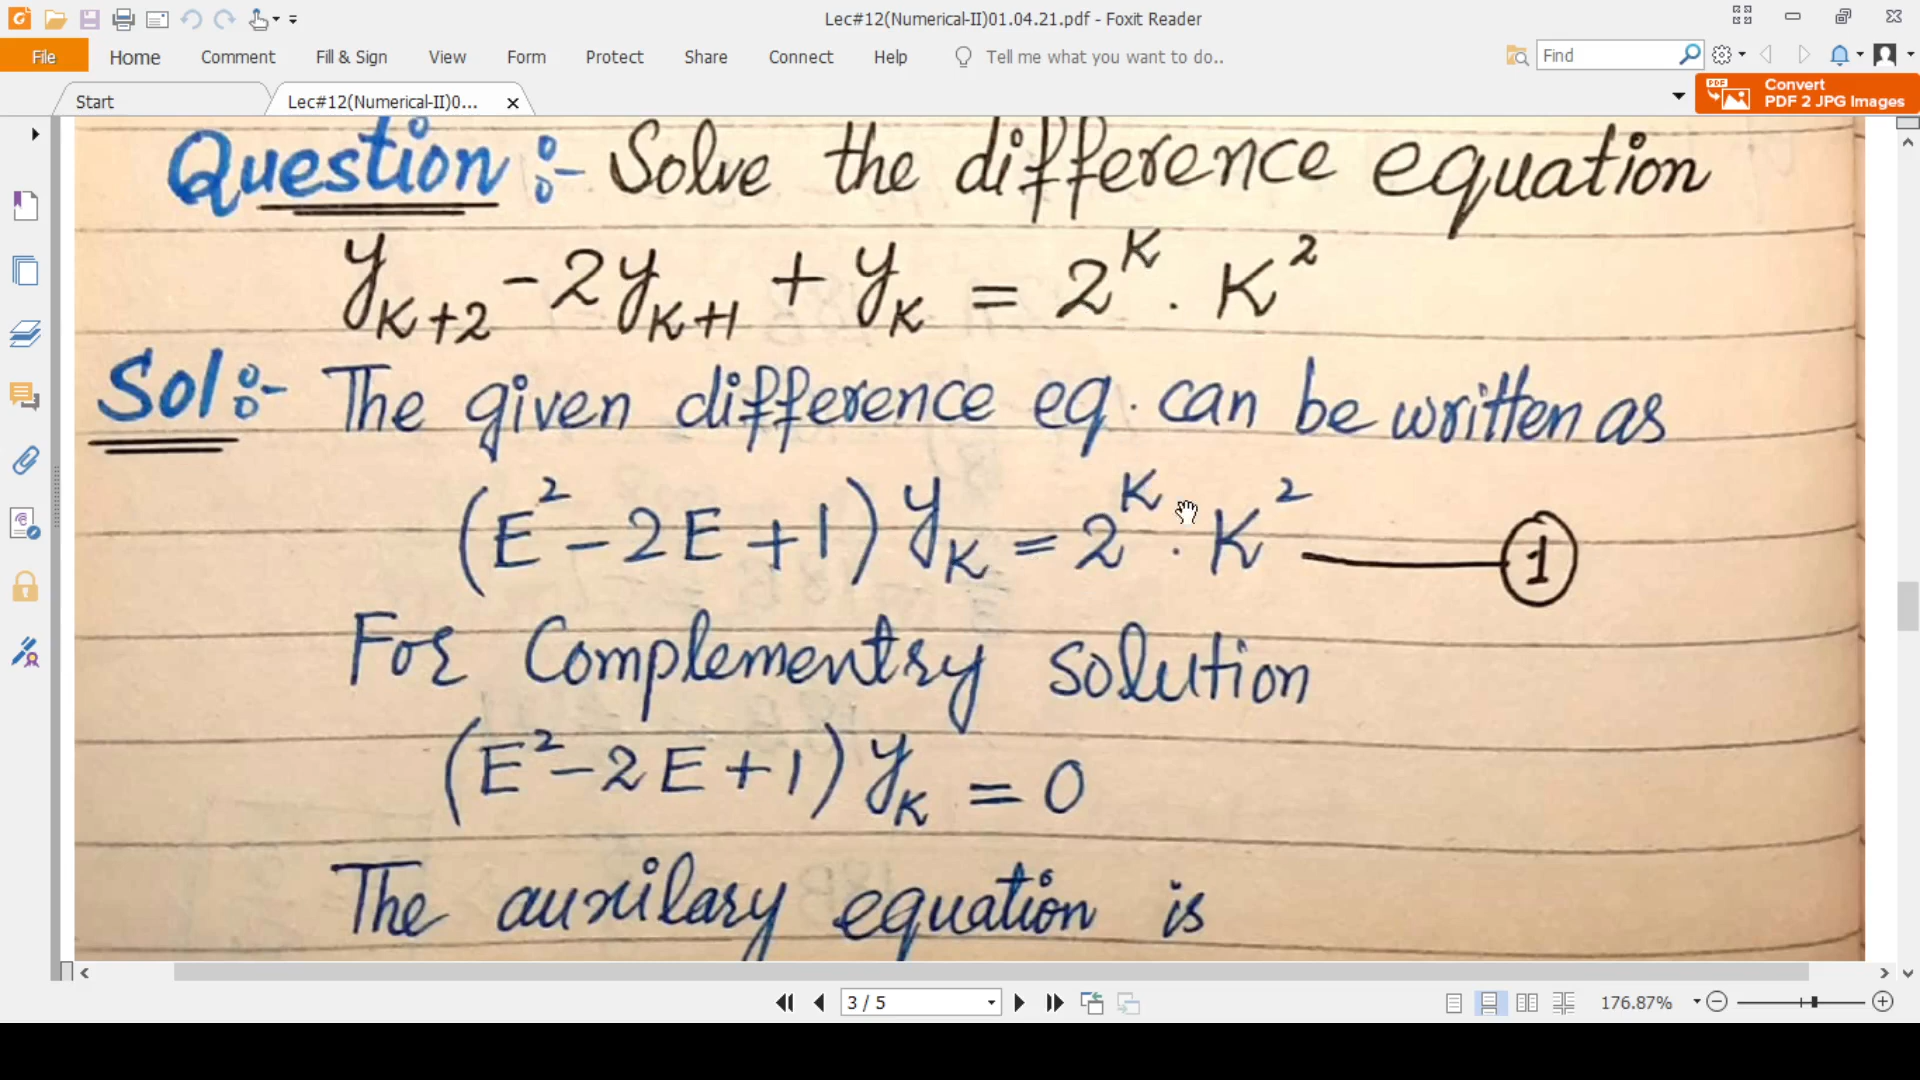 Lec#12(Numerical-II)01.04.21.pdf - Foxit Reader
File Home Comment Fill & Sign View Form Protect Share Connect Help Tell me what you want to do.. Find
Start Lec#12(Numerical-II)0...
Convert
PDF 2 JPG Images
Question :- Solve the difference equation
y_{K+2} - 2y_{K+1} + y_K = 2^K . K^2
Sol :- The given difference eq. can be written as
(E^2 - 2E + 1) y_K = 2^K . K^2 —— 1
For Complementry solution
(E^2 - 2E + 1) y_K = 0
The auxilary equation is
3 / 5 176.87%